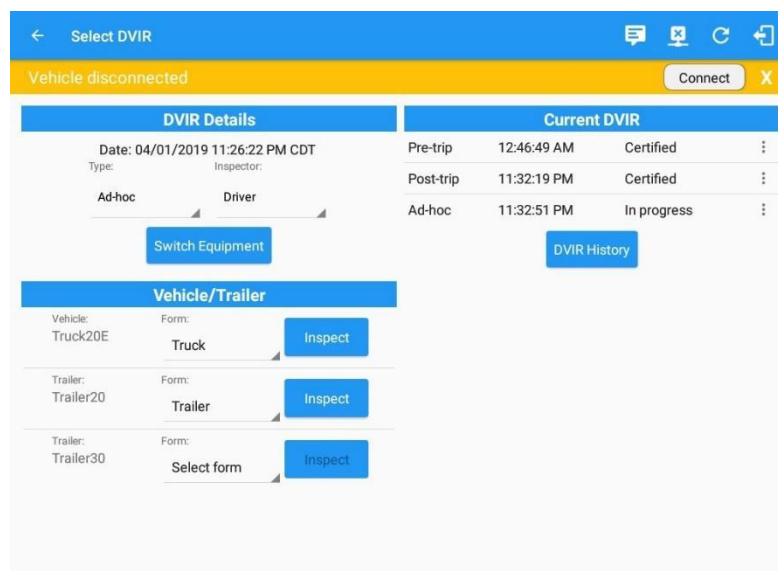 Select DVIR
Vehicle disconnected
Connect
X
DVIR Details
Date: 04/01/2019 11:26:22 PM CDT
Type: Inspector:
Ad-hoc Driver
Switch Equipment
Vehicle/Trailer
Vehicle: Form:
Truck20E Truck Inspect
Trailer: Form:
Trailer20 Trailer Inspect
Trailer: Form:
Trailer30 Select form Inspect
Current DVIR
Pre-trip 12:46:49 AM Certified
Post-trip 11:32:19 PM Certified
Ad-hoc 11:32:51 PM In progress
DVIR History